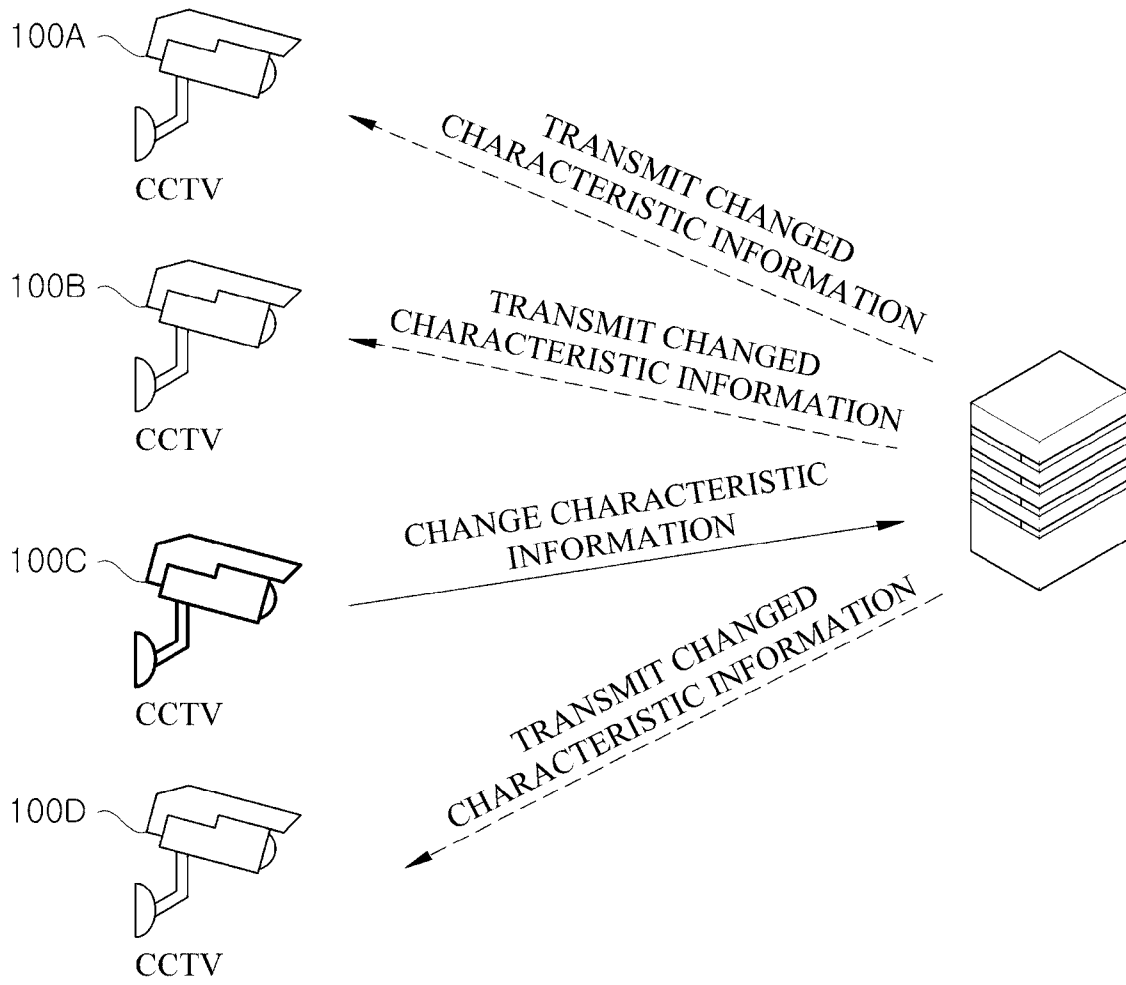 100A
CCTV
TRANSMIT CHANGED
CHARACTERISTIC INFORMATION
100B
CCTV
TRANSMIT CHANGED
CHARACTERISTIC INFORMATION
100C
CCTV
CHANGE CHARACTERISTIC
INFORMATION
100D
CCTV
TRANSMIT CHANGED
CHARACTERISTIC INFORMATION